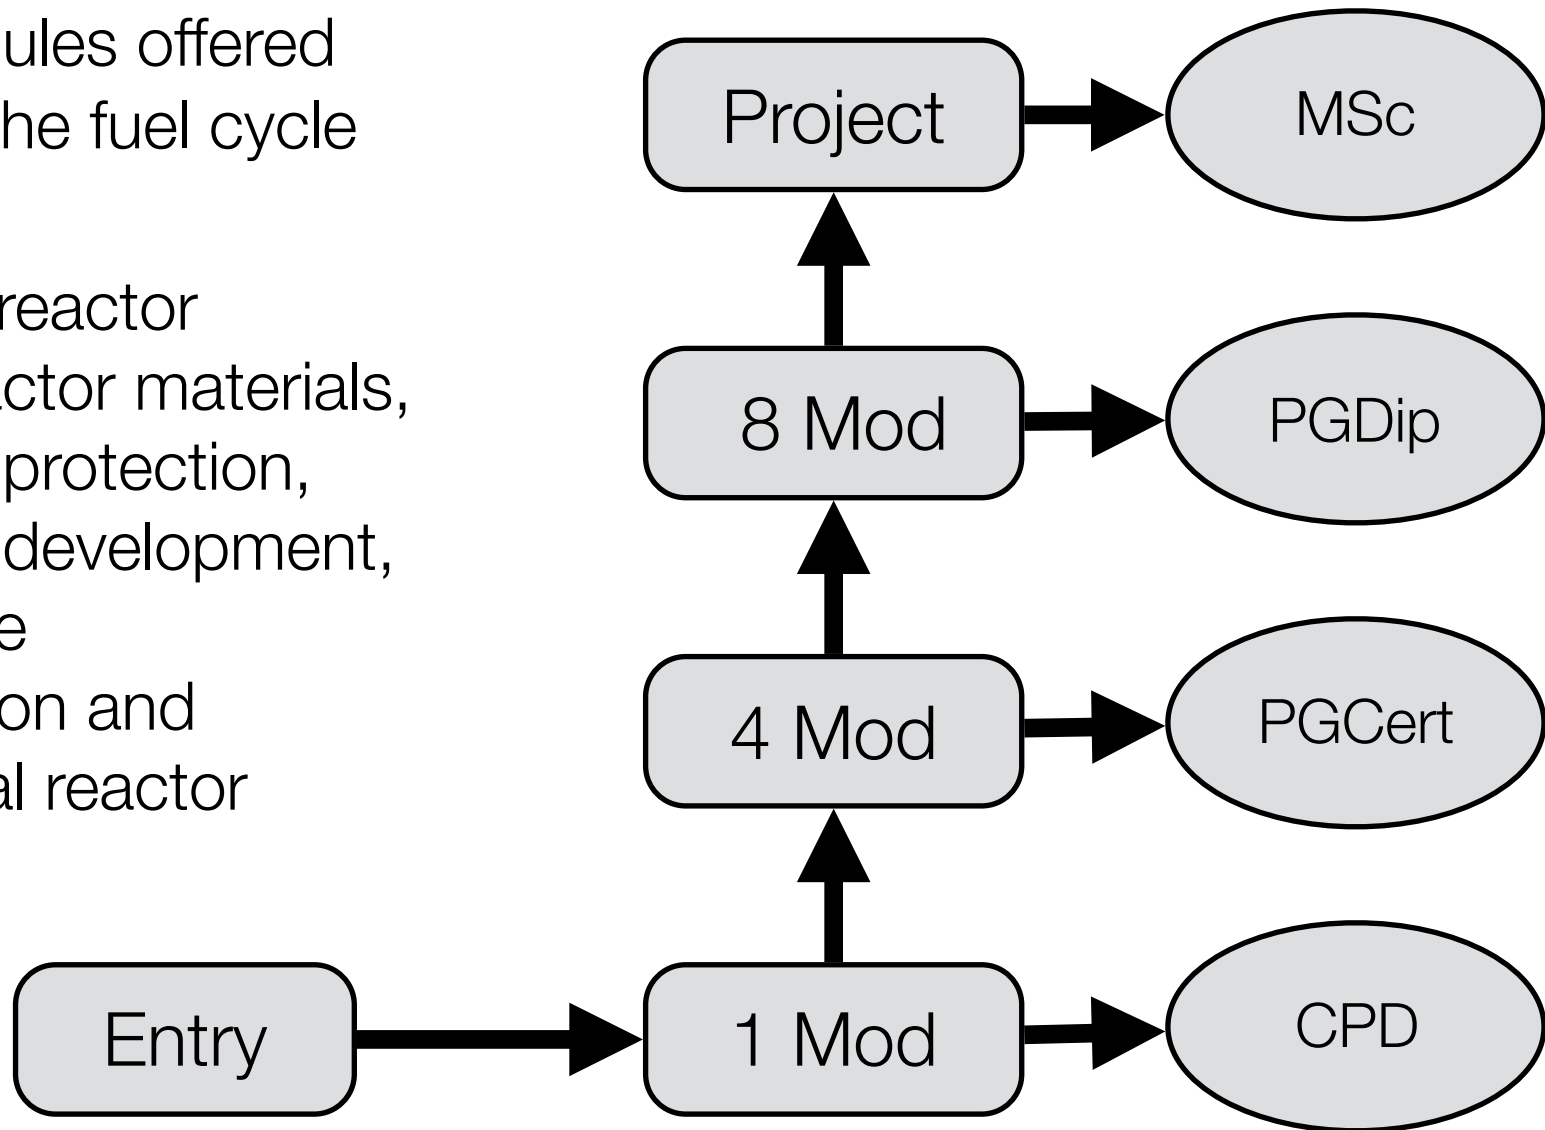 ules offered
he fuel cycle
reactor
ctor materials,
protection,
development,
e
on and
al reactor
Project
MSc
8 Mod
PGDip
4 Mod
PGCert
Entry
1 Mod
CPD